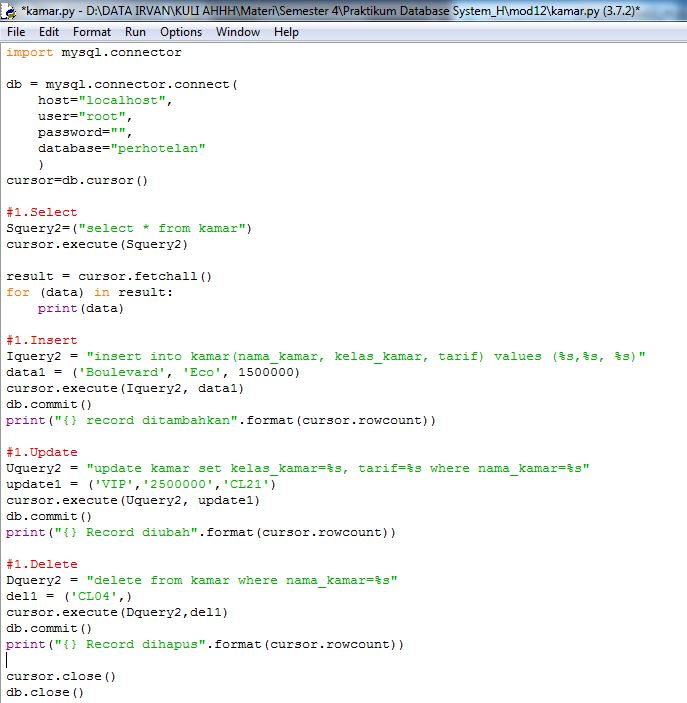 *kamar.py - D:\DATA IRVAN\KULI AHHH\Materi\Semester 4\Praktikum Database System_H\mod12\kamar.py (3.7.2)*
File Edit Format Run Options Window Help
import mysql.connector

db = mysql.connector.connect(
    host="localhost",
    user="root",
    password="",
    database="perhotelan"
    )
cursor=db.cursor()

#1.Select
Squery2=("select * from kamar")
cursor.execute(Squery2)

result = cursor.fetchall()
for (data) in result:
    print(data)

#1.Insert
Iquery2 = "insert into kamar(nama_kamar, kelas_kamar, tarif) values (%s,%s, %s)"
data1 = ('Boulevard', 'Eco', 1500000)
cursor.execute(Iquery2, data1)
db.commit()
print("{} record ditambahkan".format(cursor.rowcount))

#1.Update
Uquery2 = "update kamar set kelas_kamar=%s, tarif=%s where nama_kamar=%s"
update1 = ('VIP','2500000','CL21')
cursor.execute(Uquery2, update1)
db.commit()
print("{} Record diubah".format(cursor.rowcount))

#1.Delete
Dquery2 = "delete from kamar where nama_kamar=%s"
del1 = ('CL04',)
cursor.execute(Dquery2,del1)
db.commit()
print("{} Record dihapus".format(cursor.rowcount))

cursor.close()
db.close()